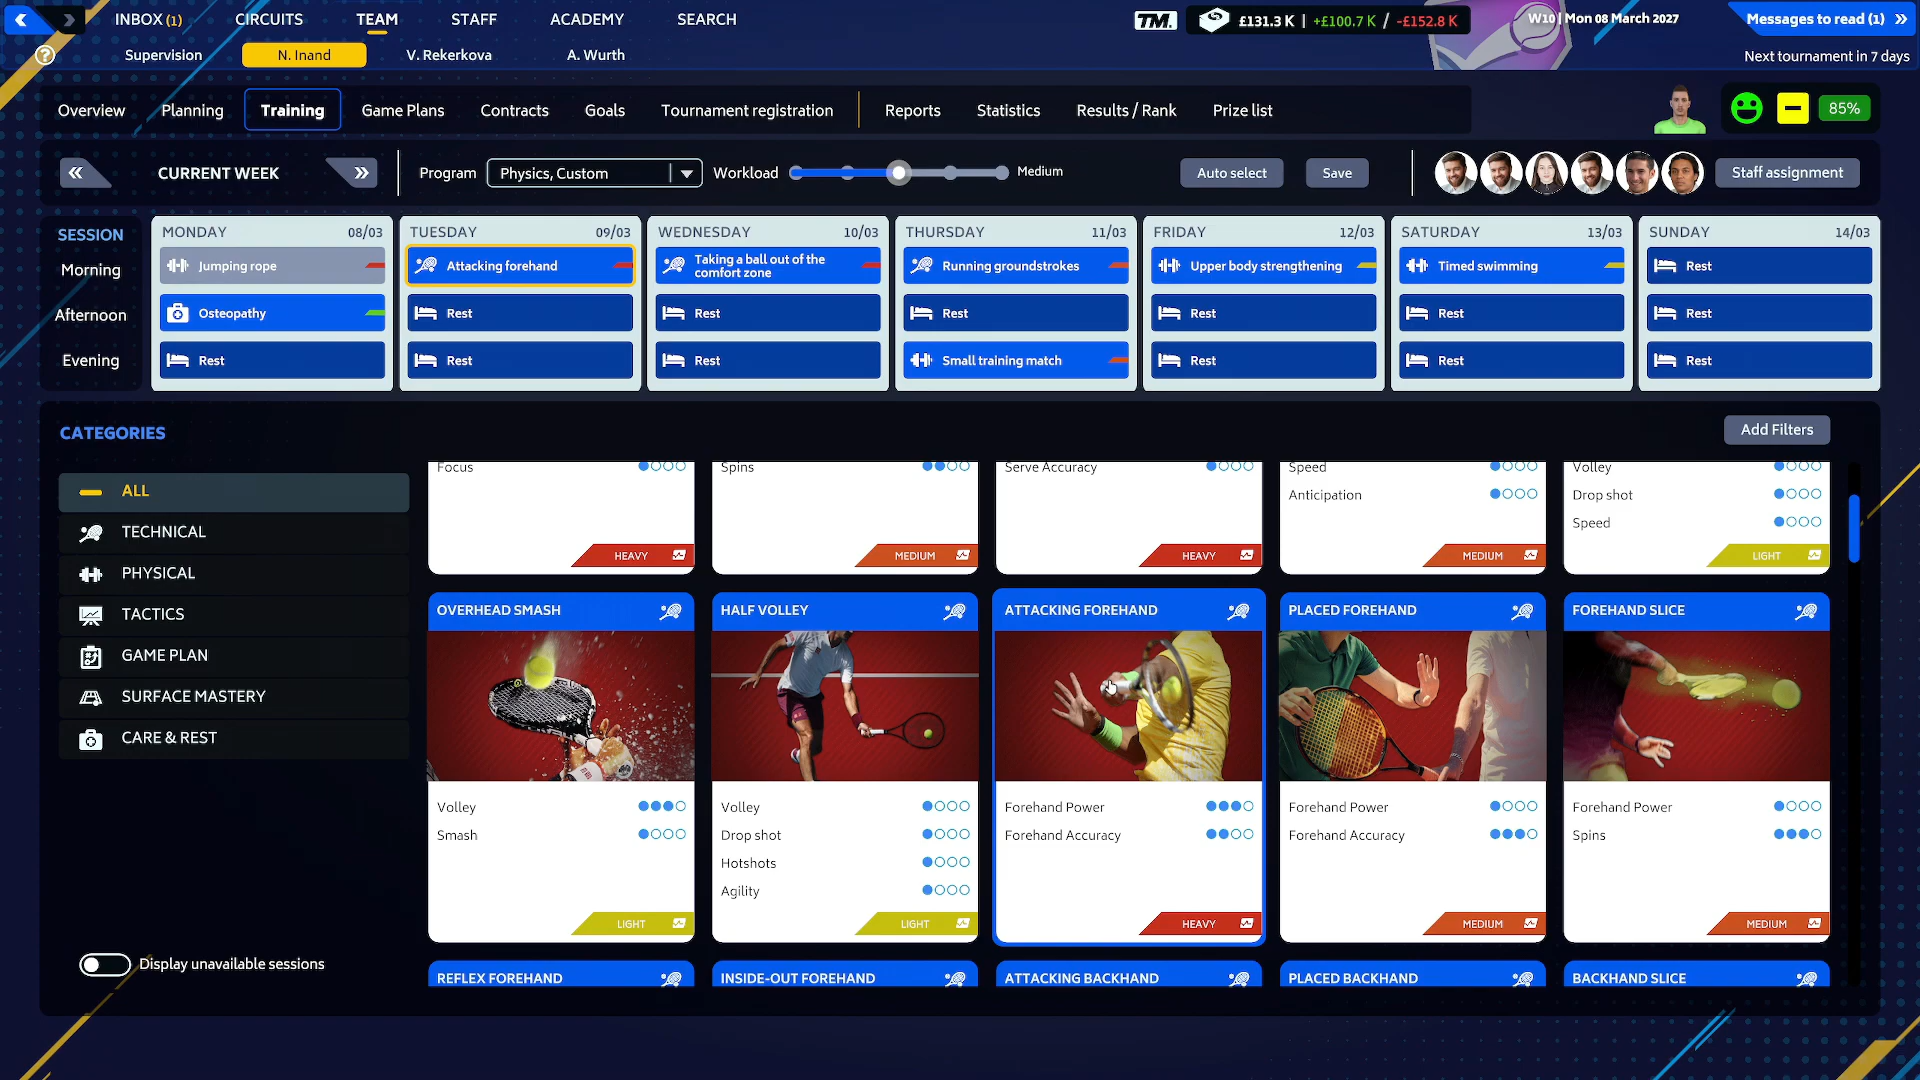 INBOX (1)
CIRCUITS
TEAM
STAFF
ACADEMY
SEARCH
TM.
£131.3 K | +£100.7 K / -£152.8 K
W10 | Mon 08 March 2027
Messages to read (1)
Supervision
N. Inand
V. Rekerkova
A. Wurth
Next tournament in 7 days
Overview
Planning
Training
Game Plans
Contracts
Goals
Tournament registration
Reports
Statistics
Results / Rank
Prize list
85%
CURRENT WEEK
Program
Physics, Custom
Workload
Medium
Auto select
Save
Staff assignment
SESSION
MONDAY 08/03
TUESDAY 09/03
WEDNESDAY 10/03
THURSDAY 11/03
FRIDAY 12/03
SATURDAY 13/03
SUNDAY 14/03
Morning
Jumping rope
Attacking forehand
Taking a ball out of the
comfort zone
Running groundstrokes
Upper body strengthening
Timed swimming
Rest
Afternoon
Osteopathy
Rest
Rest
Rest
Rest
Rest
Rest
Evening
Rest
Rest
Rest
Small training match
Rest
Rest
Rest
CATEGORIES
Add Filters
ALL
TECHNICAL
PHYSICAL
TACTICS
GAME PLAN
SURFACE MASTERY
CARE & REST
Display unavailable sessions
Focus
HEAVY
Spins
MEDIUM
Serve Accuracy
HEAVY
Speed
Anticipation
MEDIUM
Volley
Drop shot
Speed
LIGHT
OVERHEAD SMASH
Volley
Smash
LIGHT
HALF VOLLEY
Volley
Drop shot
Hotshots
Agility
LIGHT
ATTACKING FOREHAND
Forehand Power
Forehand Accuracy
HEAVY
PLACED FOREHAND
Forehand Power
Forehand Accuracy
MEDIUM
FOREHAND SLICE
Forehand Power
Spins
MEDIUM
REFLEX FOREHAND
INSIDE-OUT FOREHAND
ATTACKING BACKHAND
PLACED BACKHAND
BACKHAND SLICE